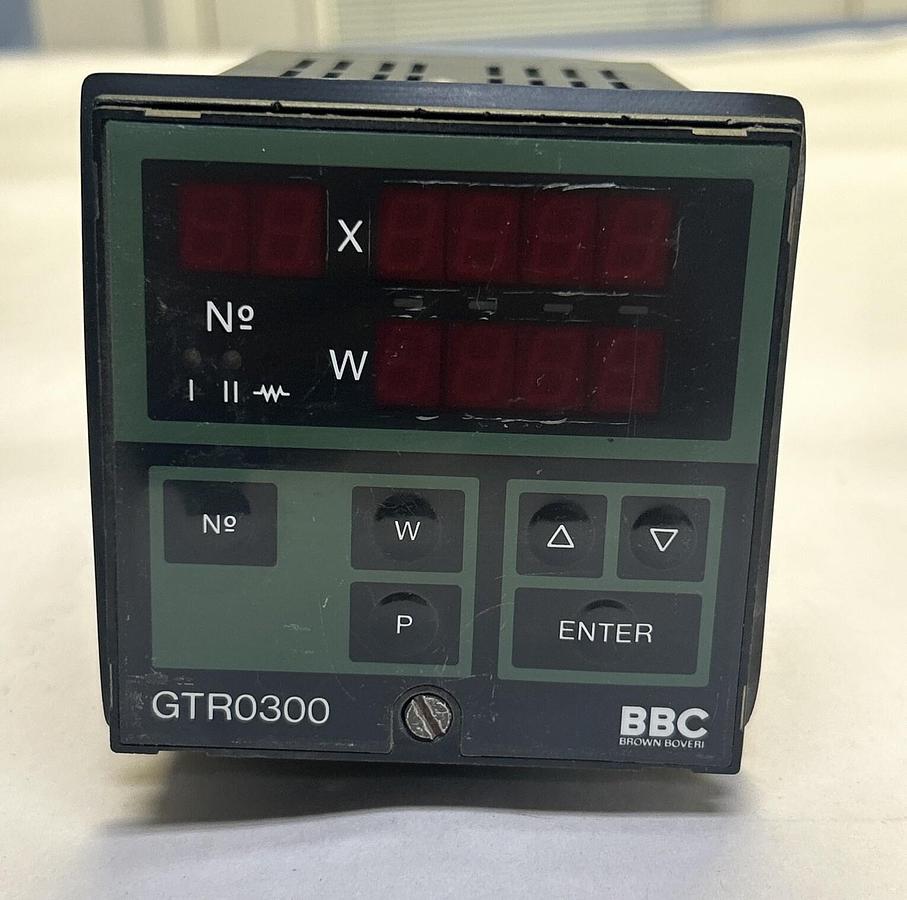 X
Nº
W
I II
Nº
W
P
ENTER
GTR0300
BBC
BROWN BOVERI